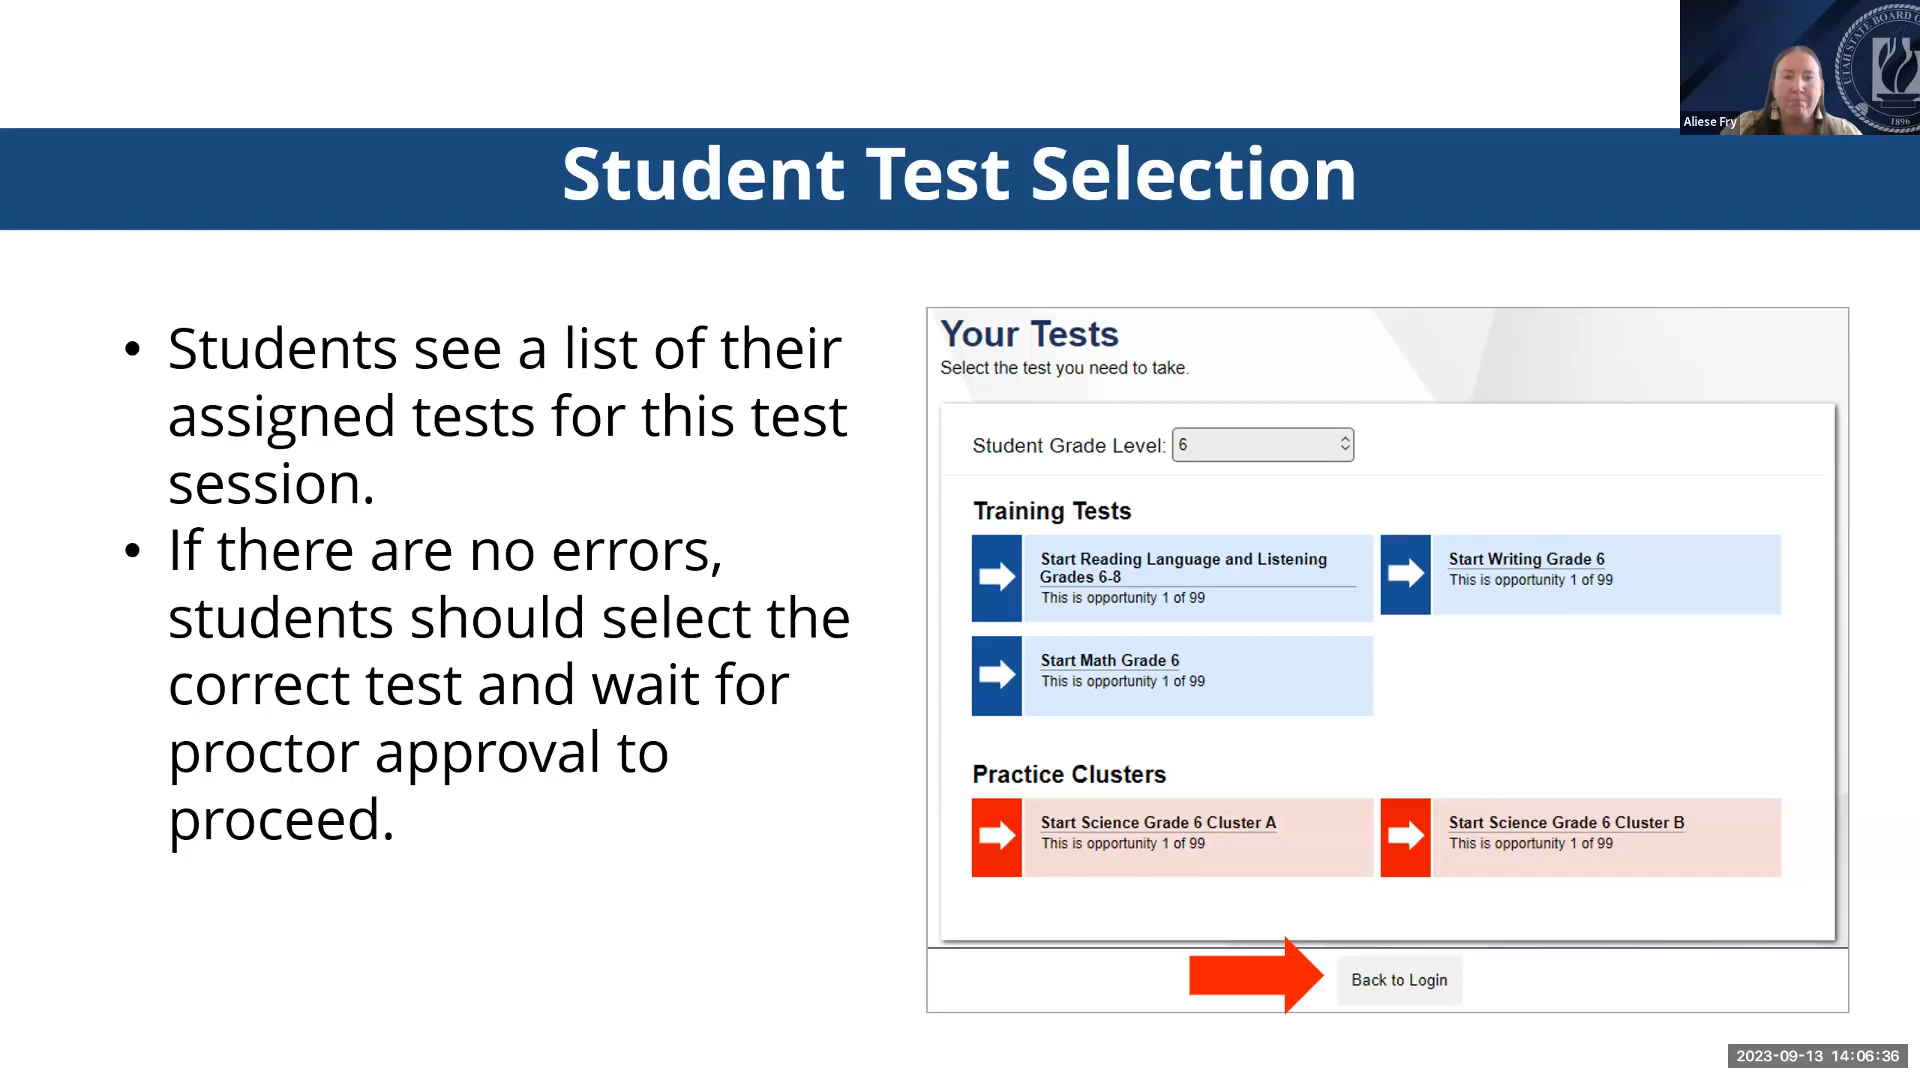 UTAH STATE BOARD O
1896
Aliese Fry
Student Test Selection
• Students see a list of their
assigned tests for this test
session.
• If there are no errors,
students should select the
correct test and wait for
proctor approval to
proceed.
Your Tests
Select the test you need to take.
Student Grade Level: 6
Training Tests
Start Reading Language and Listening
Grades 6-8
This is opportunity 1 of 99
Start Writing Grade 6
This is opportunity 1 of 99
Start Math Grade 6
This is opportunity 1 of 99
Practice Clusters
Start Science Grade 6 Cluster A
This is opportunity 1 of 99
Start Science Grade 6 Cluster B
This is opportunity 1 of 99
Back to Login
2023-09-13 14:06:36